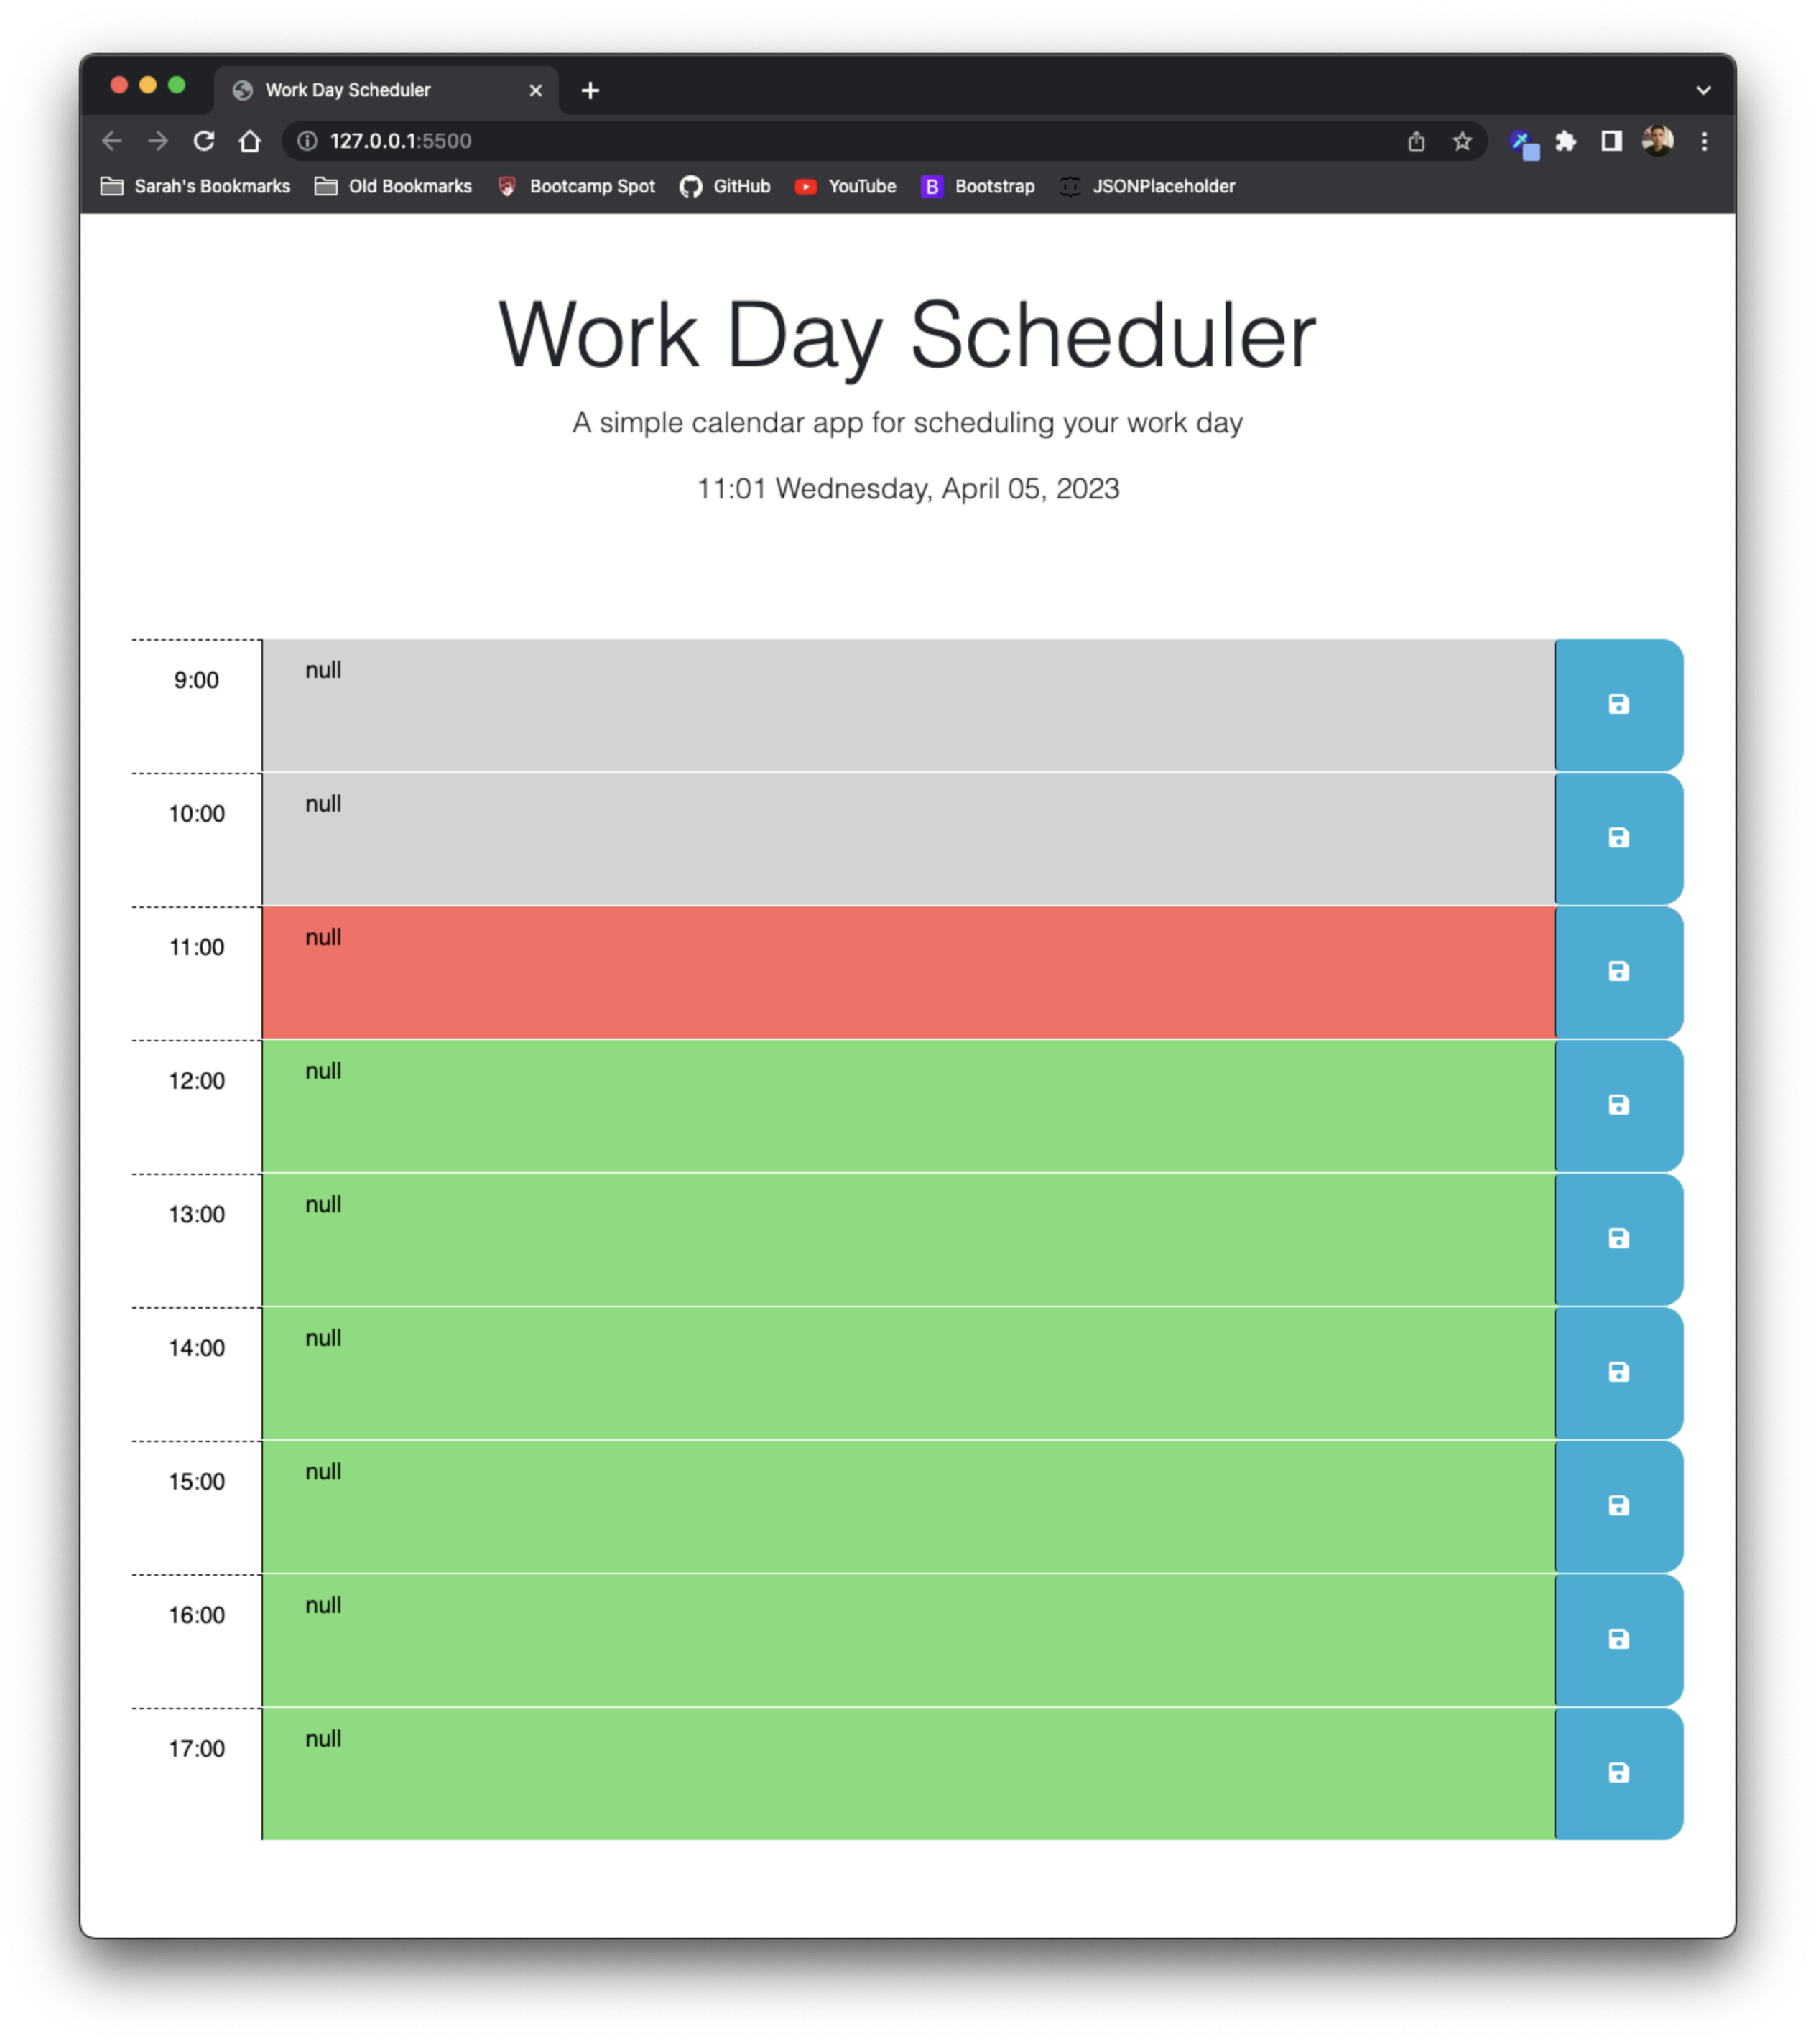 Work Day Scheduler
127.0.0.1:5500
Sarah's Bookmarks Old Bookmarks Bootcamp Spot GitHub YouTube B Bootstrap JSONPlaceholder
Work Day Scheduler
A simple calendar app for scheduling your work day
11:01 Wednesday, April 05, 2023
9:00 null
10:00 null
11:00 null
12:00 null
13:00 null
14:00 null
15:00 null
16:00 null
17:00 null